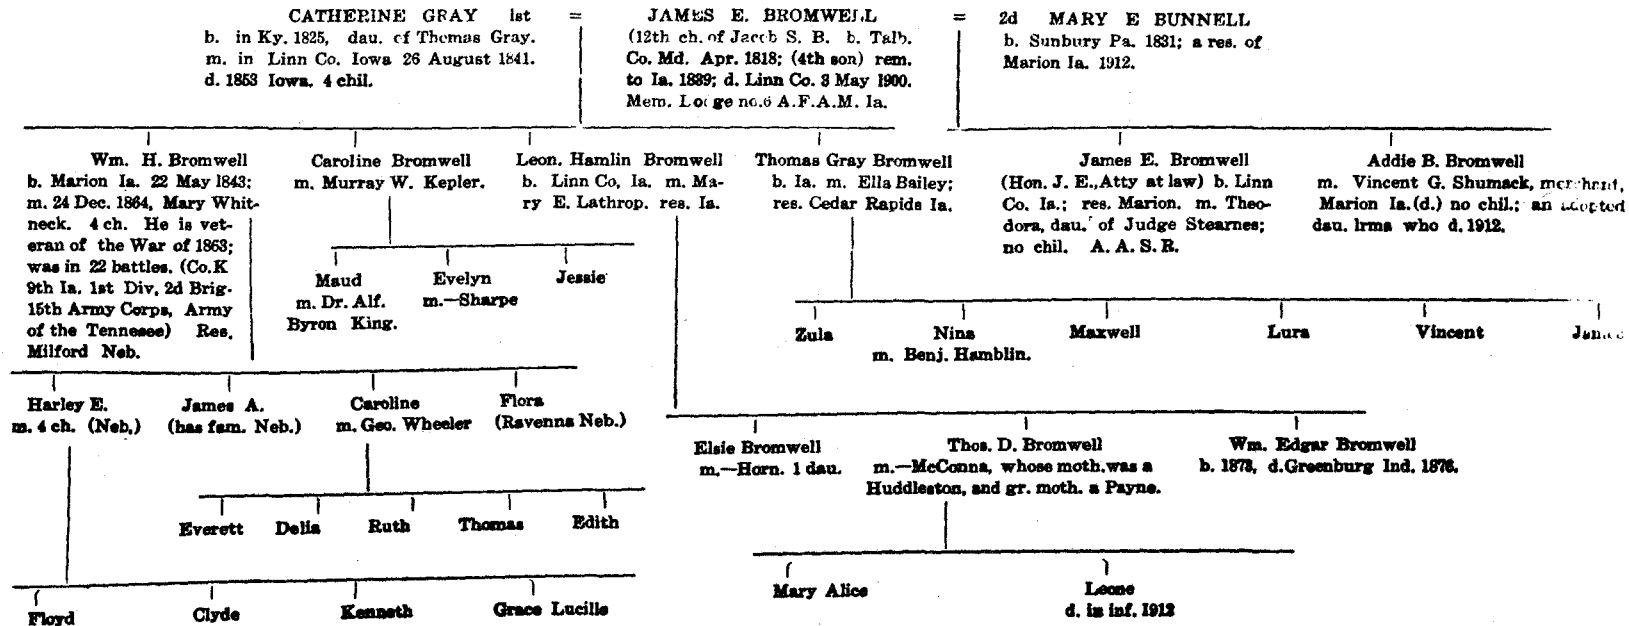 CATHERINE GRAY 1st = JAMES E. BROMWELL = 2d MARY E BUNNELL
b. in Ky. 1825, dau. of Thomas Gray.
m. in Linn Co. Iowa 26 August 1841.
d. 1853 Iowa. 4 chil.
(12th ch. of Jacob S. B. b. Talb.
Co. Md. Apr. 1818; (4th son) rem.
to Ia. 1839; d. Linn Co. 3 May 1900.
Mem. Lodge no.6 A.F.A.M. Ia.
b. Sunbury Pa. 1831; a res. of
Marion Ia. 1912.
Wm. H. Bromwell
b. Marion Ia. 22 May 1843;
m. 24 Dec. 1864, Mary Whit-
neck. 4 ch. He is vet-
eran of the War of 1863;
was in 22 battles. (Co.K
9th Ia. 1st Div. 2d Brig-
15th Army Corps, Army
of the Tennesee) Res.
Milford Neb.
Caroline Bromwell
m. Murray W. Kepler.
Leon. Hamlin Bromwell
b. Linn Co, Ia. m. Ma-
ry E. Lathrop. res. Ia.
Thomas Gray Bromwell
b. Ia. m. Ella Bailey;
res. Cedar Rapids Ia.
James E. Bromwell
(Hon. J. E., Atty at law) b. Linn
Co. Ia.; res. Marion. m. Theo-
dora, dau. of Judge Stearnes;
no chil. A. A. S. R.
Addie B. Bromwell
m. Vincent G. Shumack, merchant,
Marion Ia. (d.) no chil.; an adopted
dau. Irma who d. 1912.
Maud
m. Dr. Alf.
Byron King.
Evelyn
m.—Sharpe
Jessie
Zula
Nina
m. Benj. Hamblin.
Maxwell
Lura
Vincent
Harley E.
m. 4 ch. (Neb.)
James A.
(has fam. Neb.)
Caroline
m. Geo. Wheeler
Flora
(Ravenna Neb.)
Elsie Bromwell
m.—Horn. 1 dau.
Thos. D. Bromwell
m.—McConna, whose moth. was a
Huddleston, and gr. moth. a Payne.
Wm. Edgar Bromwell
b. 1873, d. Greenburg Ind. 1876.
Everett Delia Ruth Thomas Edith
Mary Alice
Leone
d. in inf. 1912
Floyd Clyde Kenneth Grace Lucille